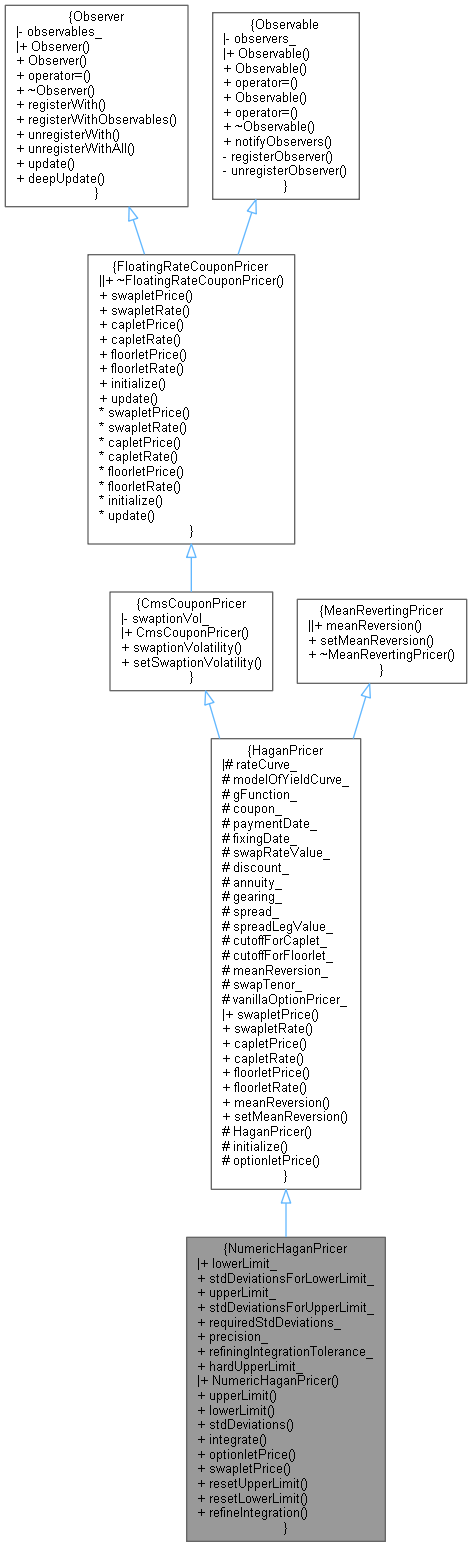 {Observer
|- observables_
|+ Observer()
+ Observer()
+ operator=()
+ ~Observer()
+ registerWith()
+ registerWithObservables()
+ unregisterWith()
+ unregisterWithAll()
+ update()
+ deepUpdate()
}
{Observable
|- observers_
|+ Observable()
+ Observable()
+ operator=()
+ Observable()
+ operator=()
+ ~Observable()
+ notifyObservers()
- registerObserver()
- unregisterObserver()
}
{FloatingRateCouponPricer
||+ ~FloatingRateCouponPricer()
+ swapletPrice()
+ swapletRate()
+ capletPrice()
+ capletRate()
+ floorletPrice()
+ floorletRate()
+ initialize()
+ update()
* swapletPrice()
* swapletRate()
* capletPrice()
* capletRate()
* floorletPrice()
* floorletRate()
* initialize()
* update()
}
{CmsCouponPricer
|- swaptionVol_
|+ CmsCouponPricer()
+ swaptionVolatility()
+ setSwaptionVolatility()
}
{MeanRevertingPricer
||+ meanReversion()
+ setMeanReversion()
+ ~MeanRevertingPricer()
}
{HaganPricer
|# rateCurve_
# modelOfYieldCurve_
# gFunction_
# coupon_
# paymentDate_
# fixingDate_
# swapRateValue_
# discount_
# annuity_
# gearing_
# spread_
# spreadLegValue_
# cutoffForCaplet_
# cutoffForFloorlet_
# meanReversion_
# swapTenor_
# vanillaOptionPricer_
|+ swapletPrice()
+ swapletRate()
+ capletPrice()
+ capletRate()
+ floorletPrice()
+ floorletRate()
+ meanReversion()
+ setMeanReversion()
# HaganPricer()
# initialize()
# optionletPrice()
}
{NumericHaganPricer
|+ lowerLimit_
+ stdDeviationsForLowerLimit_
+ upperLimit_
+ stdDeviationsForUpperLimit_
+ requiredStdDeviations_
+ precision_
+ refiningIntegrationTolerance_
+ hardUpperLimit_
|+ NumericHaganPricer()
+ upperLimit()
+ lowerLimit()
+ stdDeviations()
+ integrate()
+ optionletPrice()
+ swapletPrice()
+ resetUpperLimit()
+ resetLowerLimit()
+ refineIntegration()
}